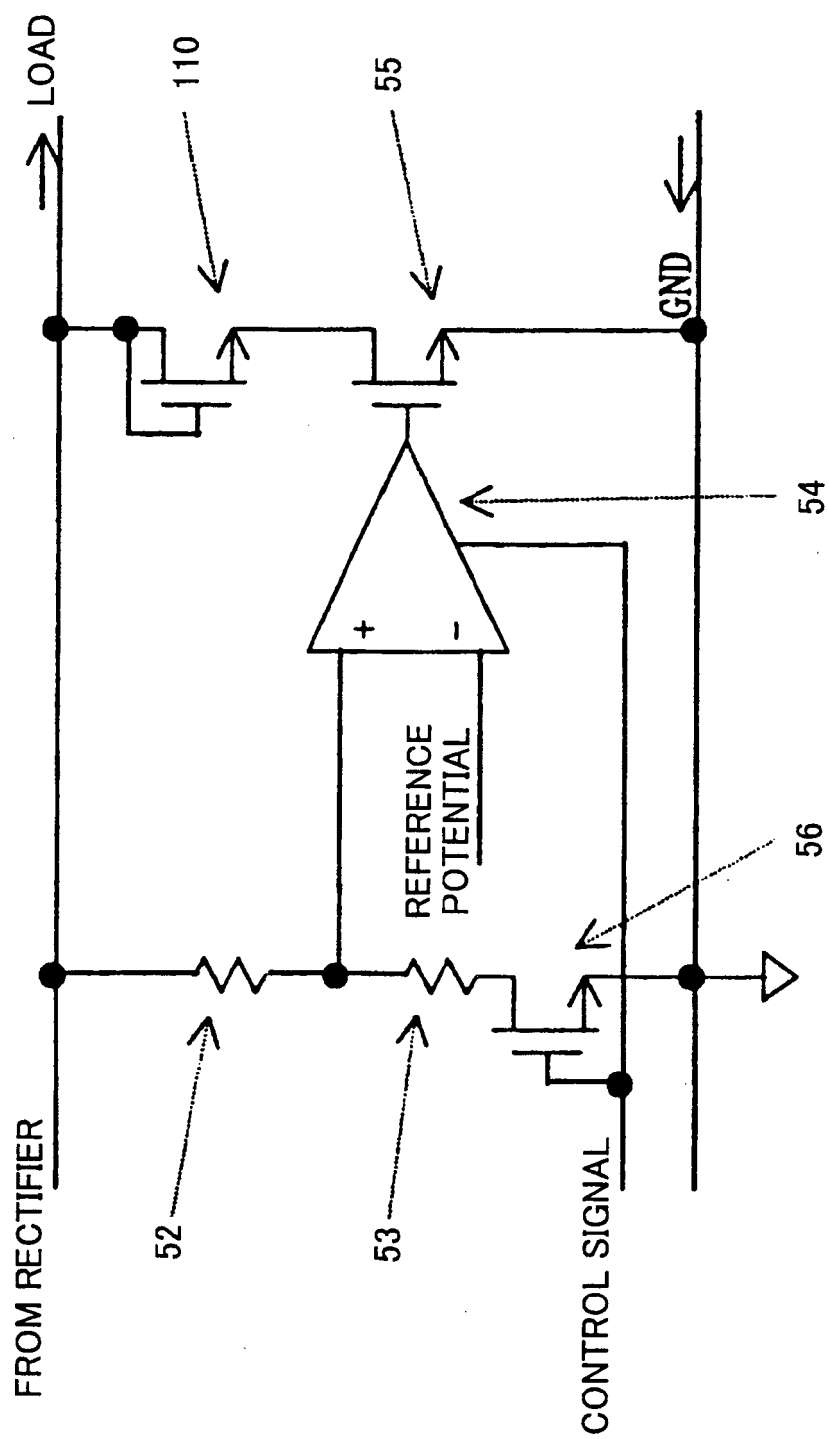 FROM RECTIFIER
LOAD
52
110
53
REFERENCE
POTENTIAL
+
−
55
CONTROL SIGNAL
GND
56
54